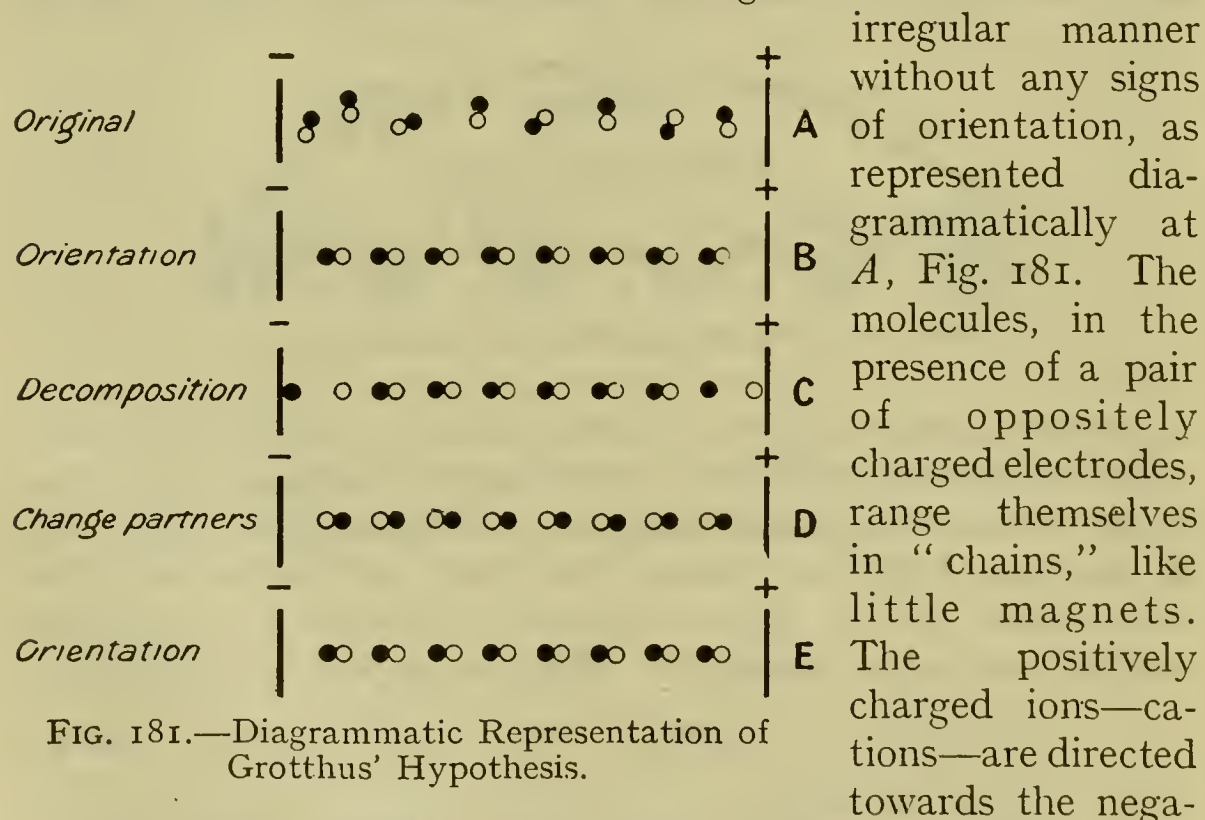 − +
Original A
− +
Orientation B
− +
Decomposition C
− +
Change partners D
− +
Orientation E
FIG. 181.—Diagrammatic Representation of
Grotthus' Hypothesis.
irregular manner
without any signs
of orientation, as
represented dia-
grammatically at
A, Fig. 181. The
molecules, in the
presence of a pair
of oppositely
charged electrodes,
range themselves
in “chains,” like
little magnets.
The positively
charged ions—ca-
tions—are directed
towards the nega-